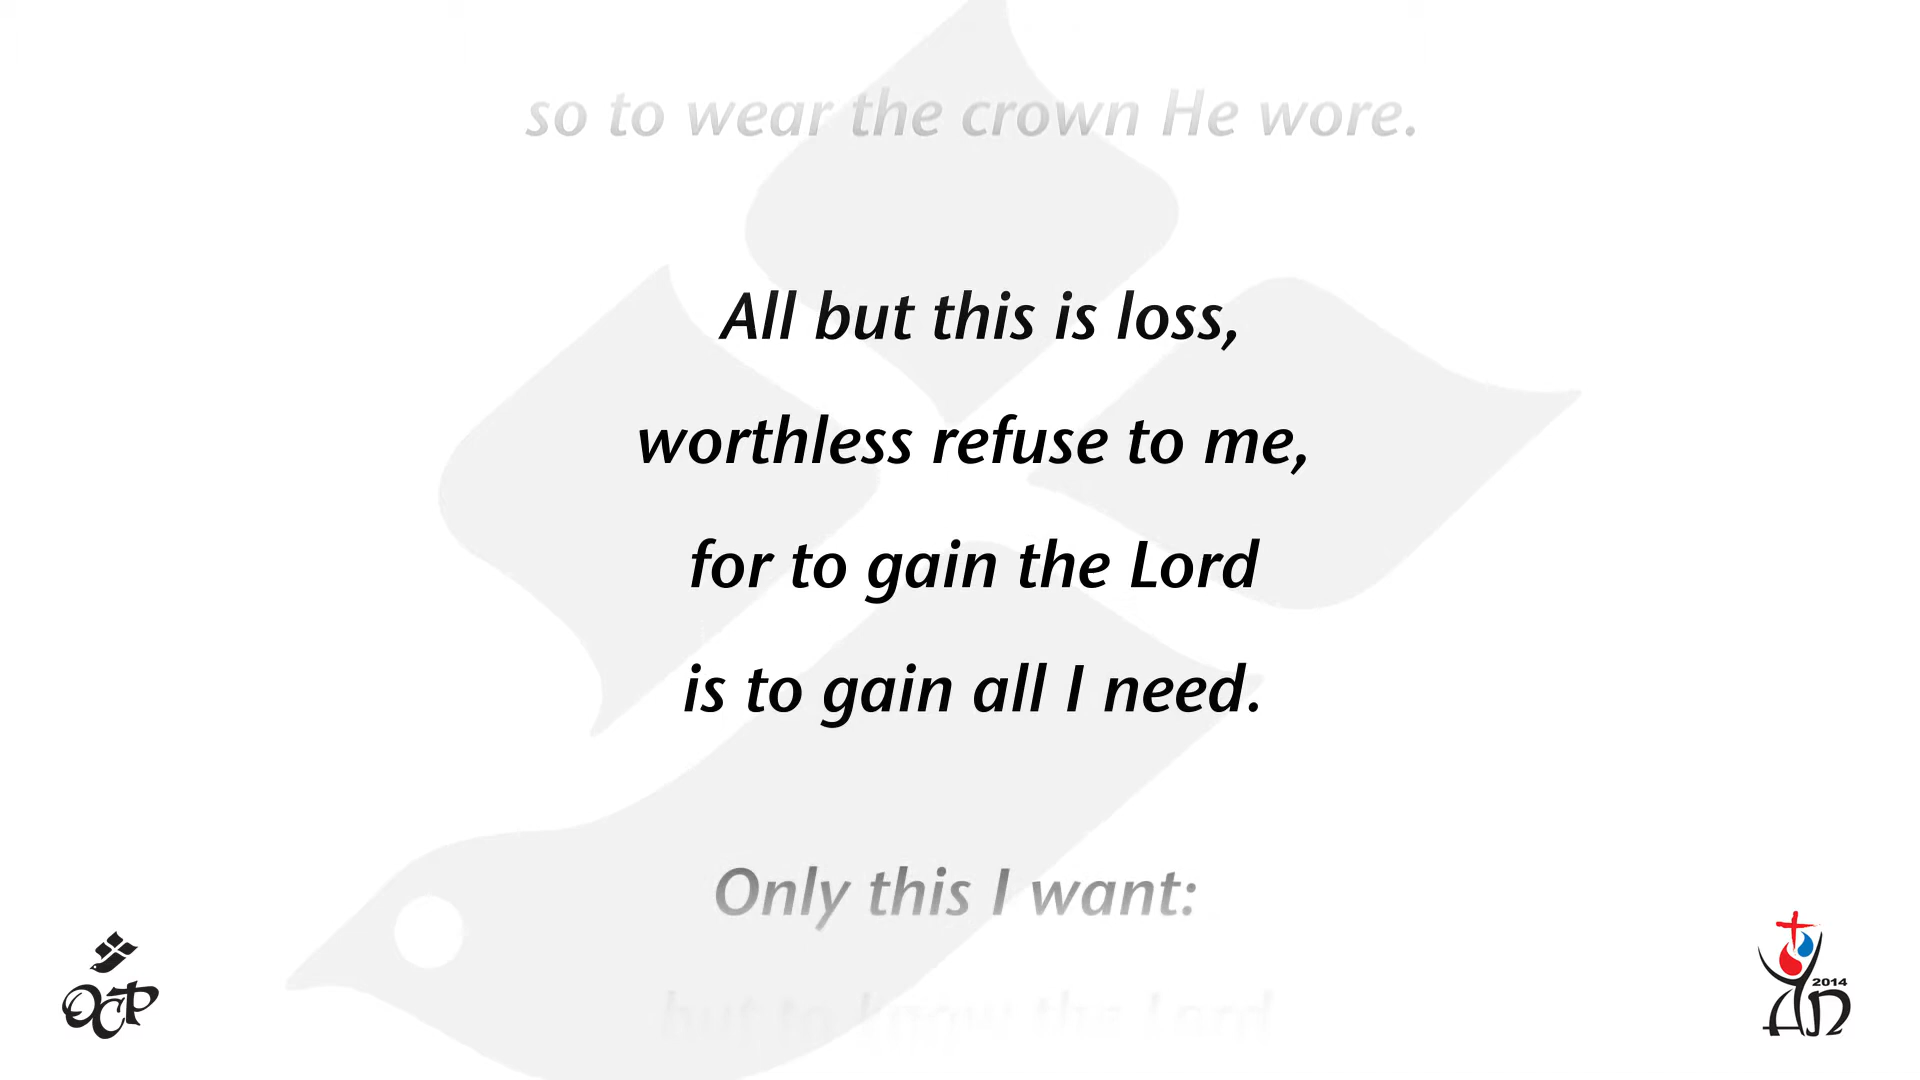 so to wear the crown He wore.
All but this is loss,
worthless refuse to me,
for to gain the Lord
is to gain all I need.
Only this I want:
but to know the Lord
OCP
2014